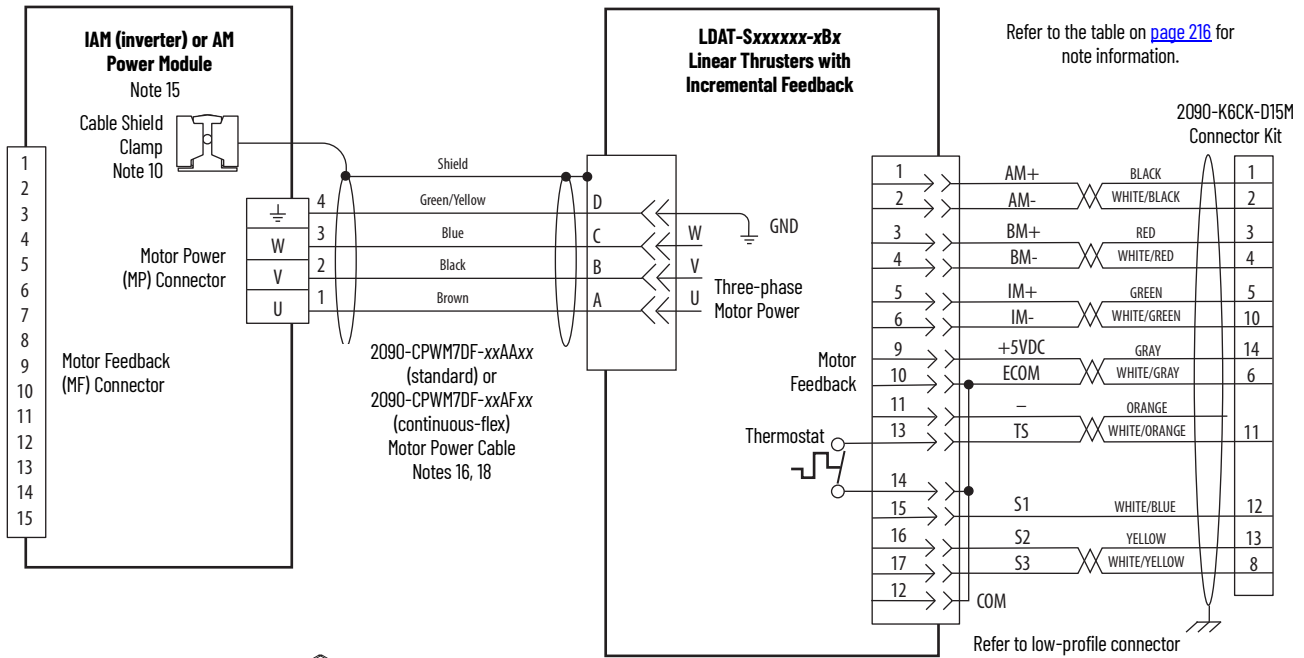 IAM (inverter) or AM
Power Module
Note 15
Cable Shield
Clamp
Note 10
1
2
3
4
5
6
7
8
9
10
11
12
13
14
15
Motor Power
(MP) Connector
Motor Feedback
(MF) Connector
W
V
U
4
3
2
1
Shield
Green/Yellow
Blue
Black
Brown
2090-CPWM7DF-xxAAxx
(standard) or
2090-CPWM7DF-xxAFxx
(continuous-flex)
Motor Power Cable
Notes 16, 18
LDAT-Sxxxxxx-xBx
Linear Thrusters with
Incremental Feedback
D
C
B
A
GND
W
V
U
Three-phase
Motor Power
Motor
Feedback
Thermostat
Refer to the table on page 216 for
note information.
2090-K6CK-D15M
Connector Kit
1 AM+ BLACK 1
2 AM- WHITE/BLACK 2
3 BM+ RED 3
4 BM- WHITE/RED 4
5 IM+ GREEN 5
6 IM- WHITE/GREEN 10
9 +5VDC GRAY 14
10 ECOM WHITE/GRAY 6
11 – ORANGE
13 TS WHITE/ORANGE 11
14
15 S1 WHITE/BLUE 12
16 S2 YELLOW 13
17 S3 WHITE/YELLOW 8
12 COM
Refer to low-profile connector